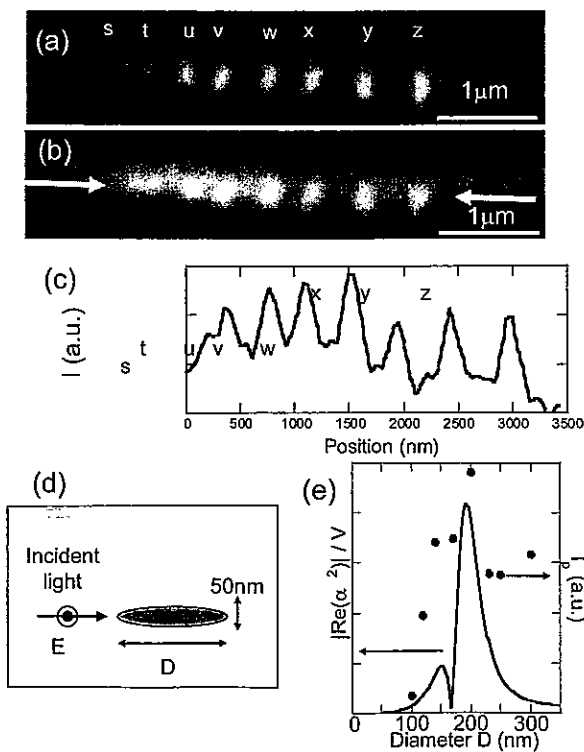 (a) s t u v w x y z
1μm
(b)
1μm
(c)
I (a.u.)
s t u v w x y z
0 500 1000 1500 2000 2500 3000 3500
Position (nm)
(d)
Incident
light
50nm
E
D
(e)
|Re(α²)| / V
I_p (a.u.)
0 100 200 300
Diameter D (nm)